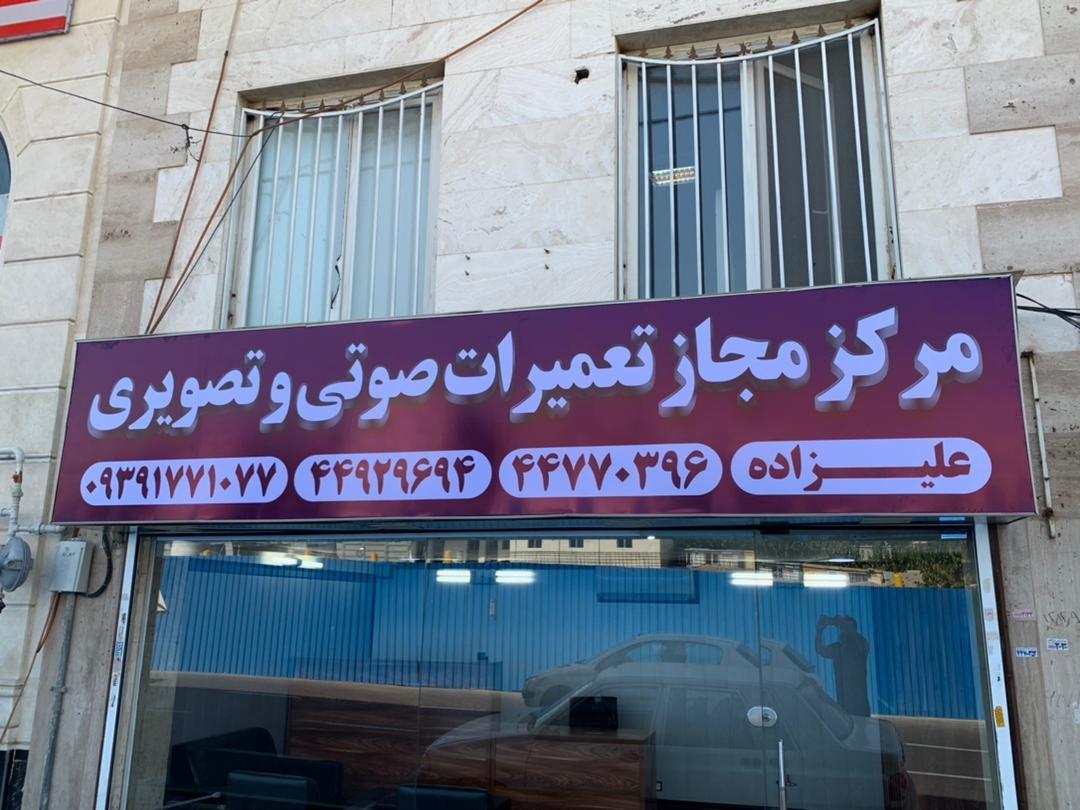 مرکز مجاز تعمیرات صوتی و تصویری
علیزاده ۴۴۷۷۰۳۹۶ ۴۴۹۲۹۶۹۴ ۰۹۳۹۱۷۷۱۰۷۷